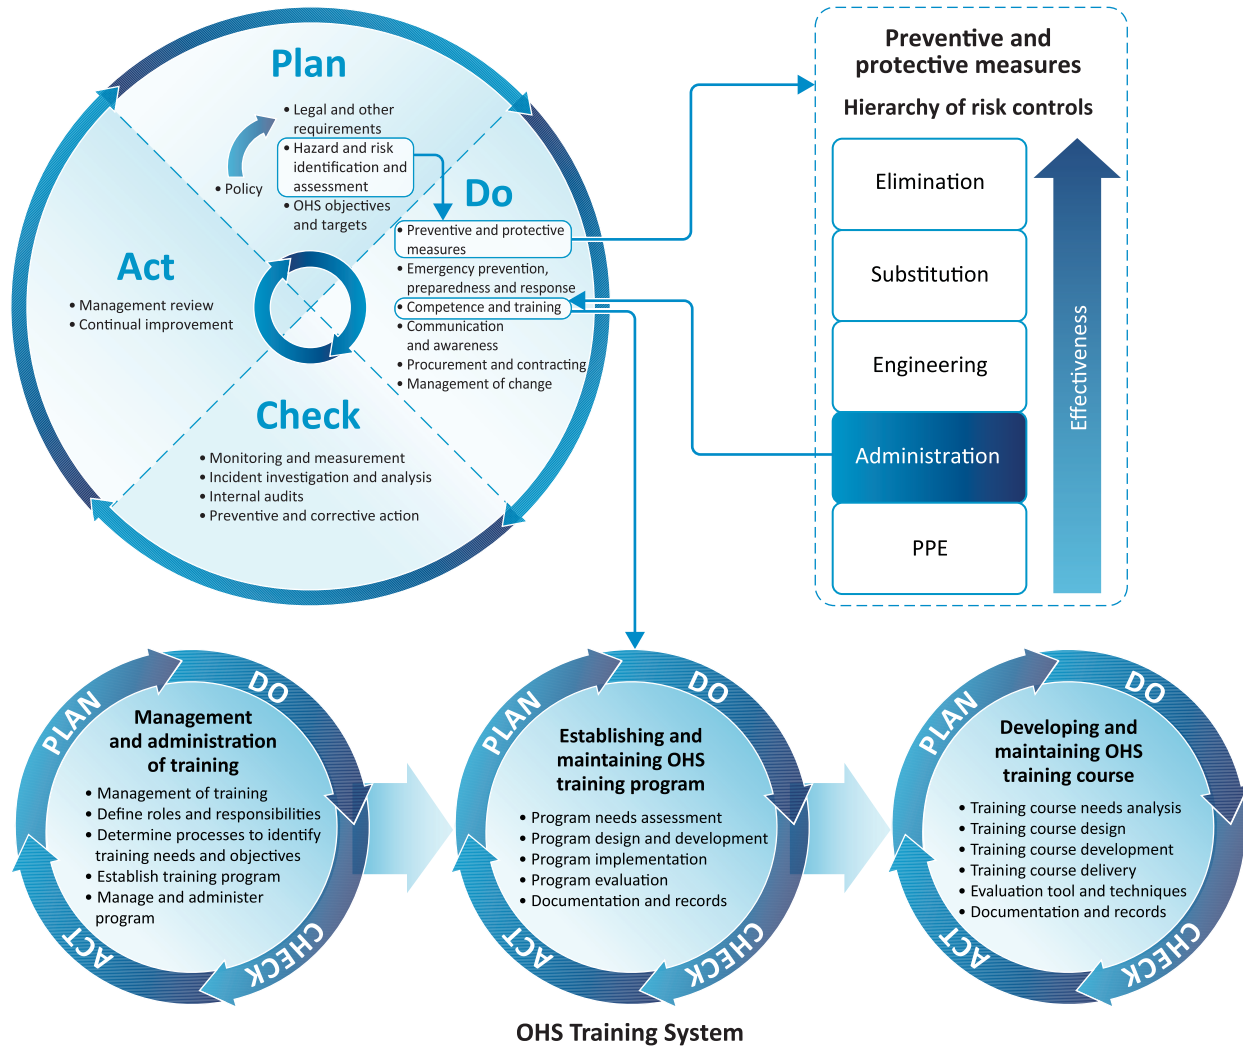 Plan
• Legal and other
requirements
• Hazard and risk
identification and
assessment
• Policy
• OHS objectives
and targets
Do
• Preventive and protective
measures
• Emergency prevention,
preparedness and response
• Competence and training
• Communication
and awareness
• Procurement and contracting
• Management of change
Act
• Management review
• Continual improvement
Check
• Monitoring and measurement
• Incident investigation and analysis
• Internal audits
• Preventive and corrective action
Preventive and
protective measures
Hierarchy of risk controls
Elimination
Substitution
Engineering
Administration
PPE
Effectiveness
PLAN
DO
CHECK
ACT
Management
and administration
of training
• Management of training
• Define roles and responsibilities
• Determine processes to identify
training needs and objectives
• Establish training program
• Manage and administer
program
PLAN
DO
CHECK
ACT
Establishing and
maintaining OHS
training program
• Program needs assessment
• Program design and development
• Program implementation
• Program evaluation
• Documentation and records
PLAN
DO
CHECK
ACT
Developing and
maintaining OHS
training course
• Training course needs analysis
• Training course design
• Training course development
• Training course delivery
• Evaluation tool and techniques
• Documentation and records
OHS Training System